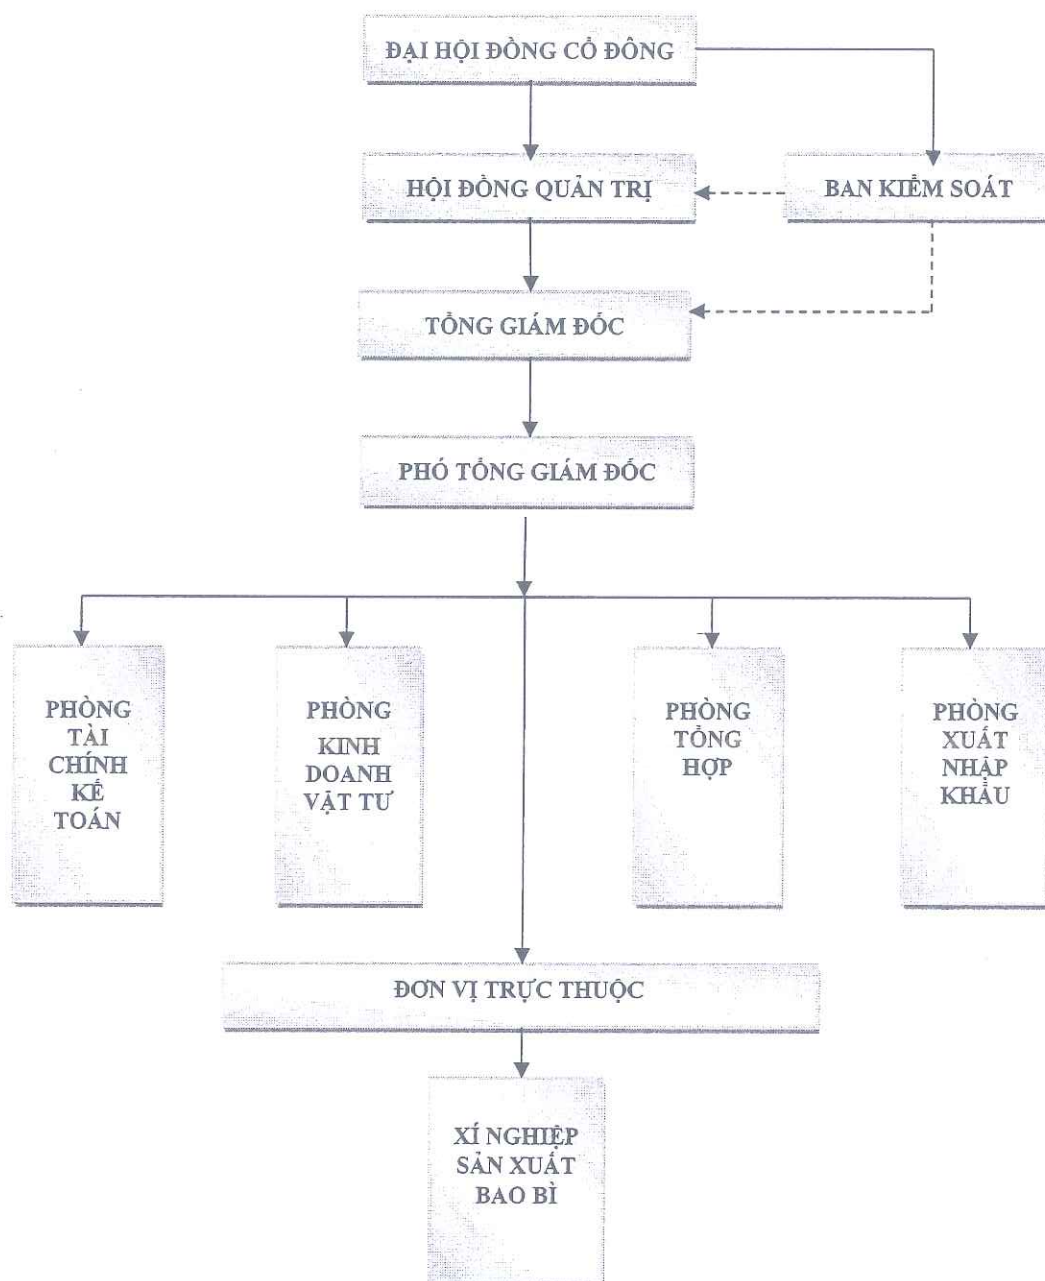 ĐẠI HỘI ĐỒNG CỔ ĐÔNG
HỘI ĐỒNG QUẢN TRỊ
BAN KIỂM SOÁT
TỔNG GIÁM ĐỐC
PHÓ TỔNG GIÁM ĐỐC
PHÒNG
TÀI
CHÍNH
KẾ
TOÁN
PHÒNG
KINH
DOANH
VẬT TƯ
PHÒNG
TỔNG
HỢP
PHÒNG
XUẤT
NHẬP
KHẨU
ĐƠN VỊ TRỰC THUỘC
XÍ NGHIỆP
SẢN XUẤT
BAO BÌ